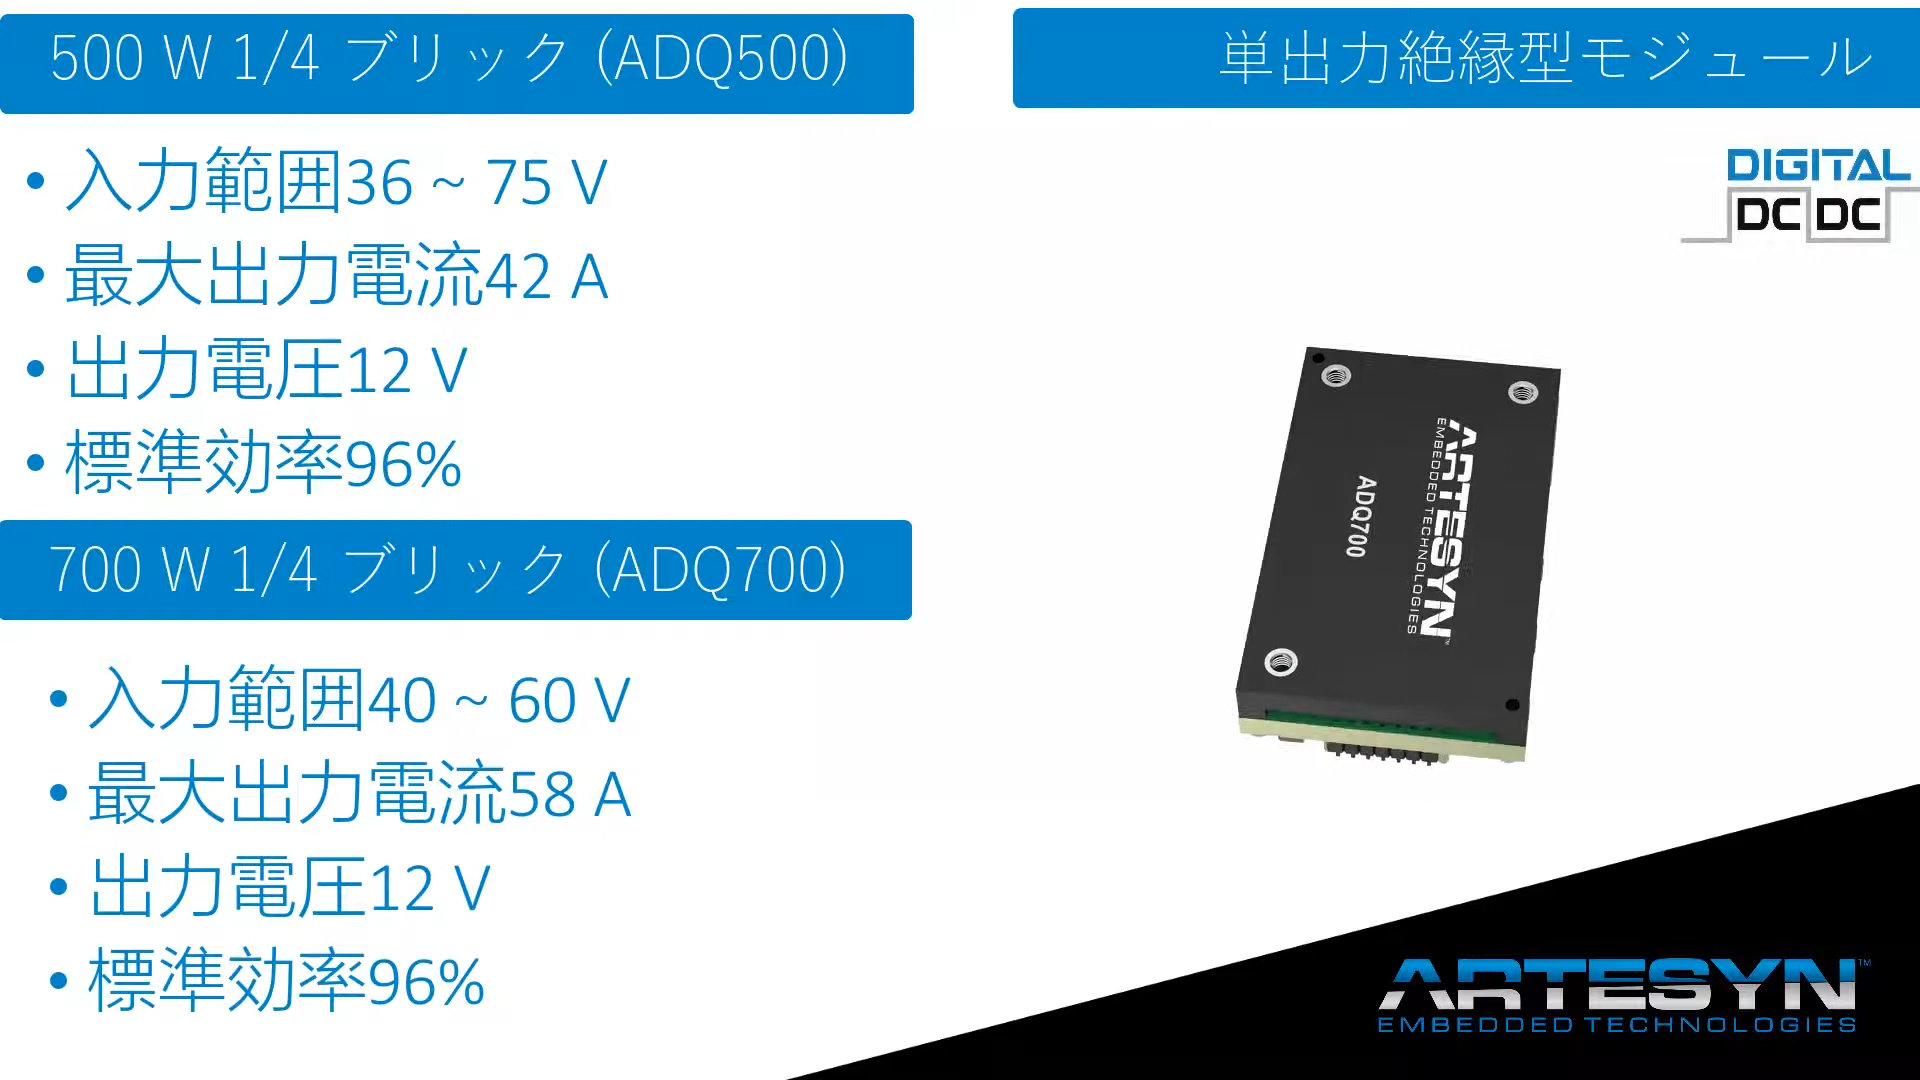 500 W 1/4 ブリック (ADQ500)
• 入力範囲36 ~ 75 V
• 最大出力電流42 A
• 出力電圧12 V
• 標準効率96%
700 W 1/4 ブリック (ADQ700)
• 入力範囲40 ~ 60 V
• 最大出力電流58 A
• 出力電圧12 V
• 標準効率96%
単出力絶縁型モジュール
DIGITAL
DC DC
ARTESYN™
EMBEDDED TECHNOLOGIES
ADQ700
ARTESYN™
EMBEDDED TECHNOLOGIES